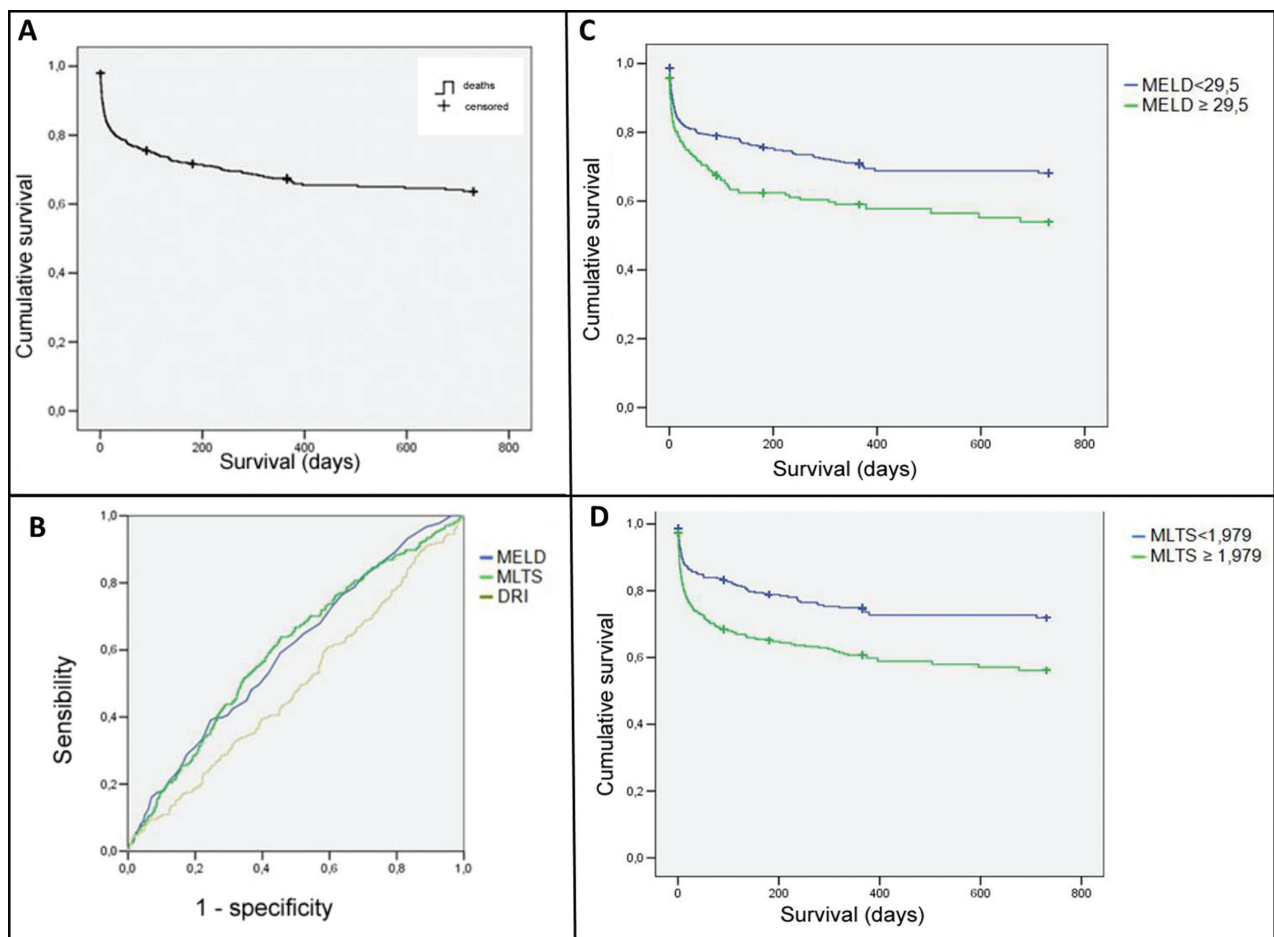 A
1,0
0,8
0,6
0,4
0,2
0,0
Cumulative survival
deaths
censored
0
200
400
600
800
Survival (days)
C
1,0
0,8
0,6
0,4
0,2
0,0
Cumulative survival
MELD<29,5
MELD ≥ 29,5
0
200
400
600
800
Survival (days)
B
1,0
0,8
0,6
0,4
0,2
0,0
Sensibility
MELD
MLTS
DRI
0,0
0,2
0,4
0,6
0,8
1,0
1 - specificity
D
1,0
0,8
0,6
0,4
0,2
0,0
Cumulative survival
MLTS<1,979
MLTS ≥ 1,979
0
200
400
600
800
Survival (days)